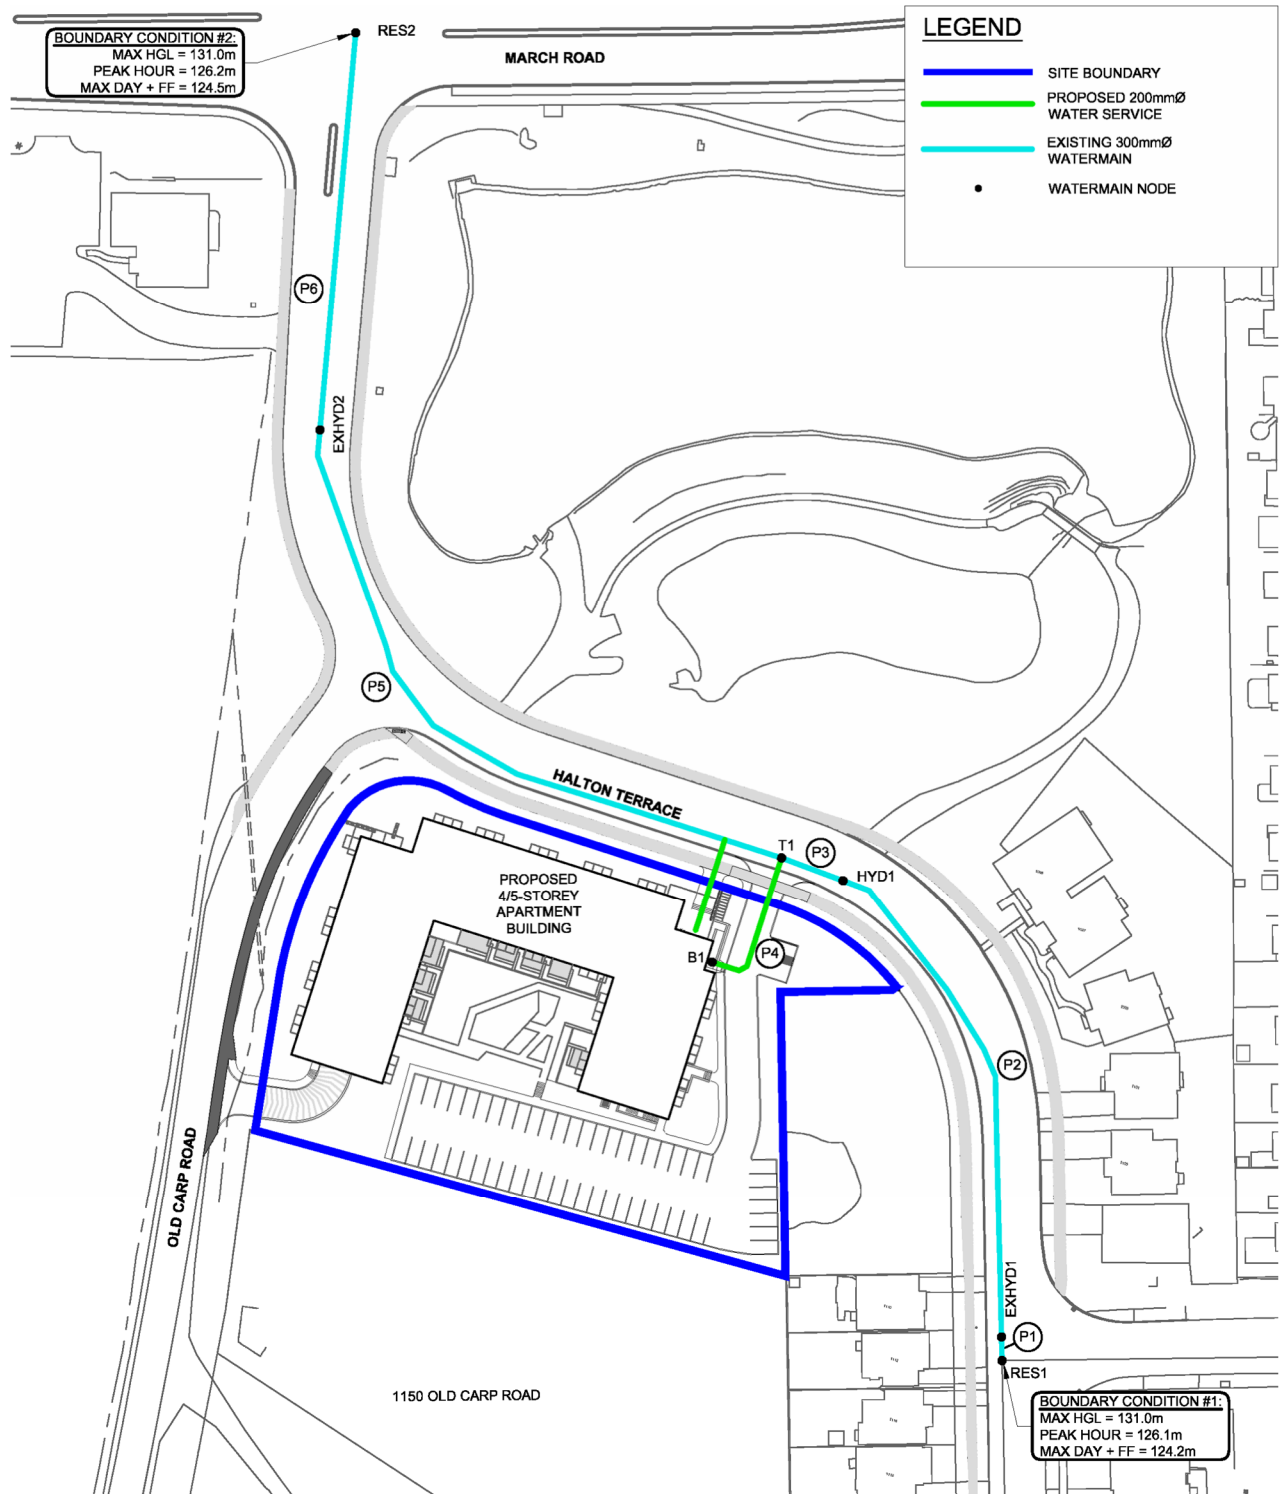 BOUNDARY CONDITION #2:
MAX HGL = 131.0m
PEAK HOUR = 126.2m
MAX DAY + FF = 124.5m
RES2
MARCH ROAD
LEGEND
SITE BOUNDARY
PROPOSED 200mmØ
WATER SERVICE
EXISTING 300mmØ
WATERMAIN
WATERMAIN NODE
P6
EXHYD2
P5
HALTON TERRACE
T1
P3
HYD1
PROPOSED
4/5-STOREY
APARTMENT
BUILDING
B1
P4
P2
OLD CARP ROAD
EXHYD1
P1
RES1
1150 OLD CARP ROAD
BOUNDARY CONDITION #1:
MAX HGL = 131.0m
PEAK HOUR = 126.1m
MAX DAY + FF = 124.2m